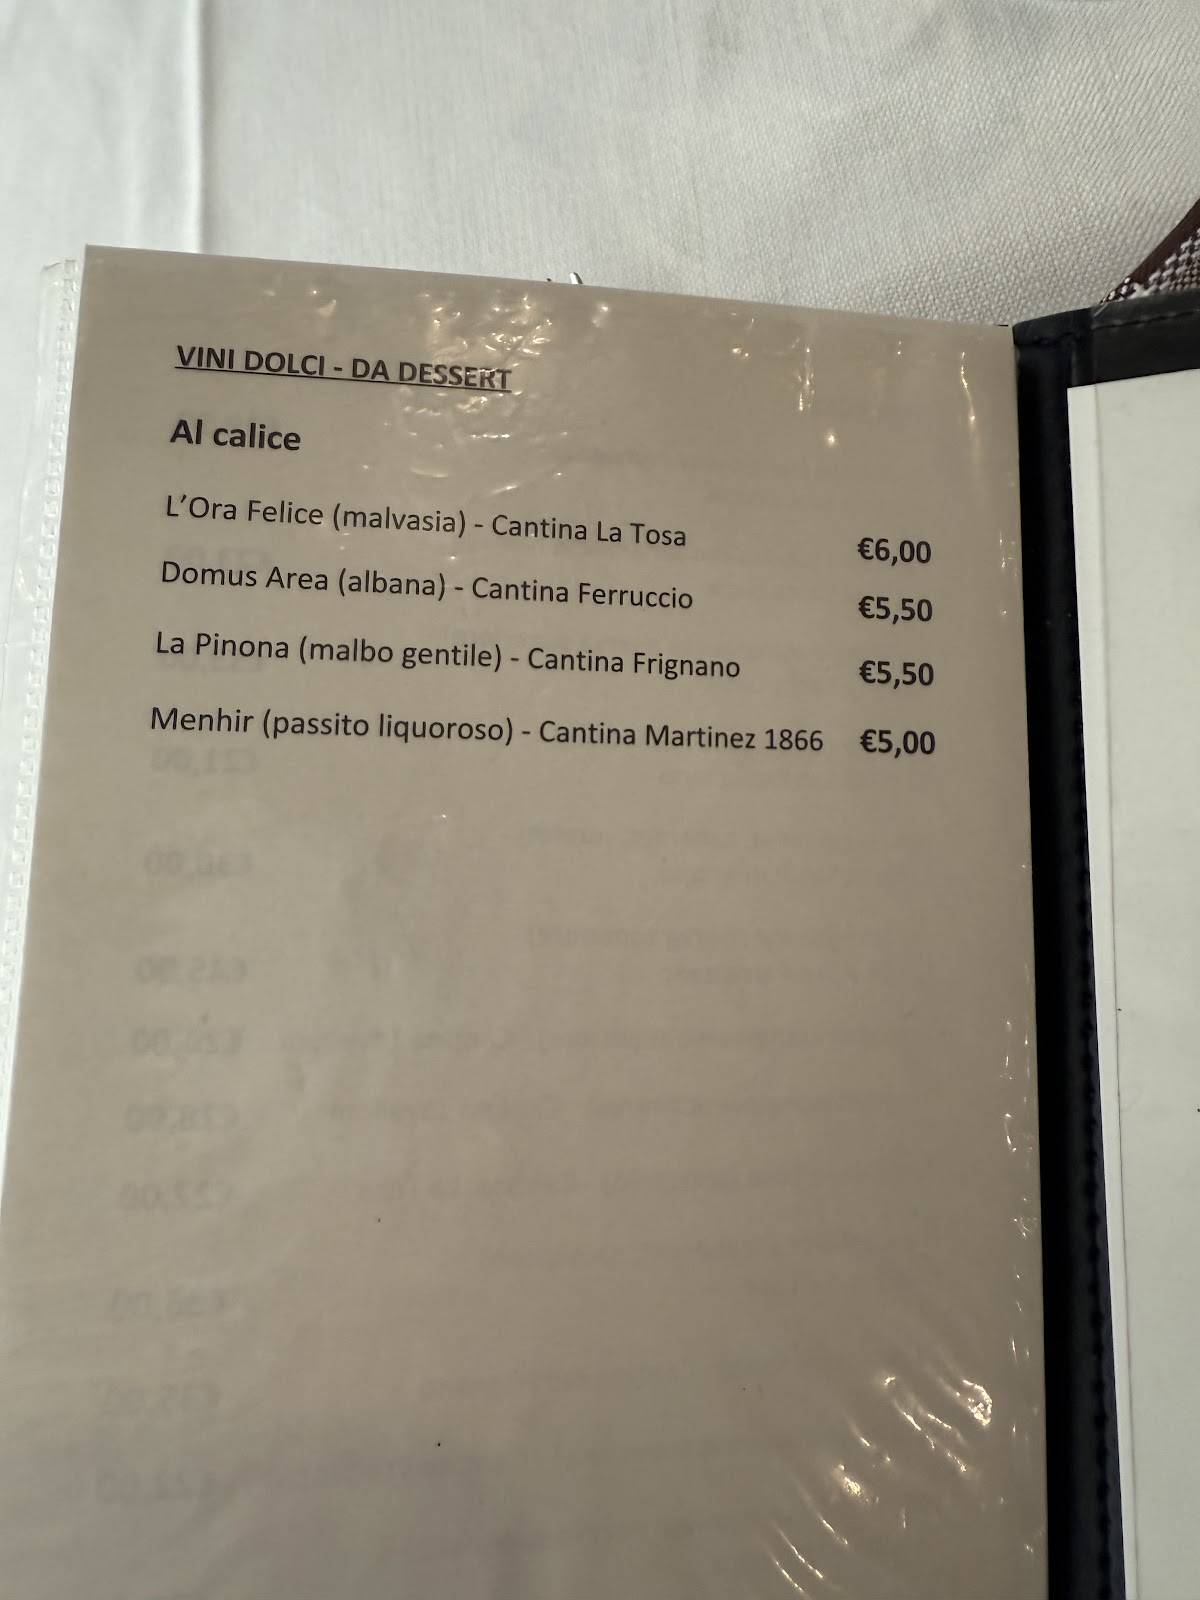 VINI DOLCI - DA DESSERT
Al calice
L'Ora Felice (malvasia) - Cantina La Tosa €6,00
Domus Area (albana) - Cantina Ferruccio €5,50
La Pinona (malbo gentile) - Cantina Frignano €5,50
Menhir (passito liquoroso) - Cantina Martinez 1866 €5,00